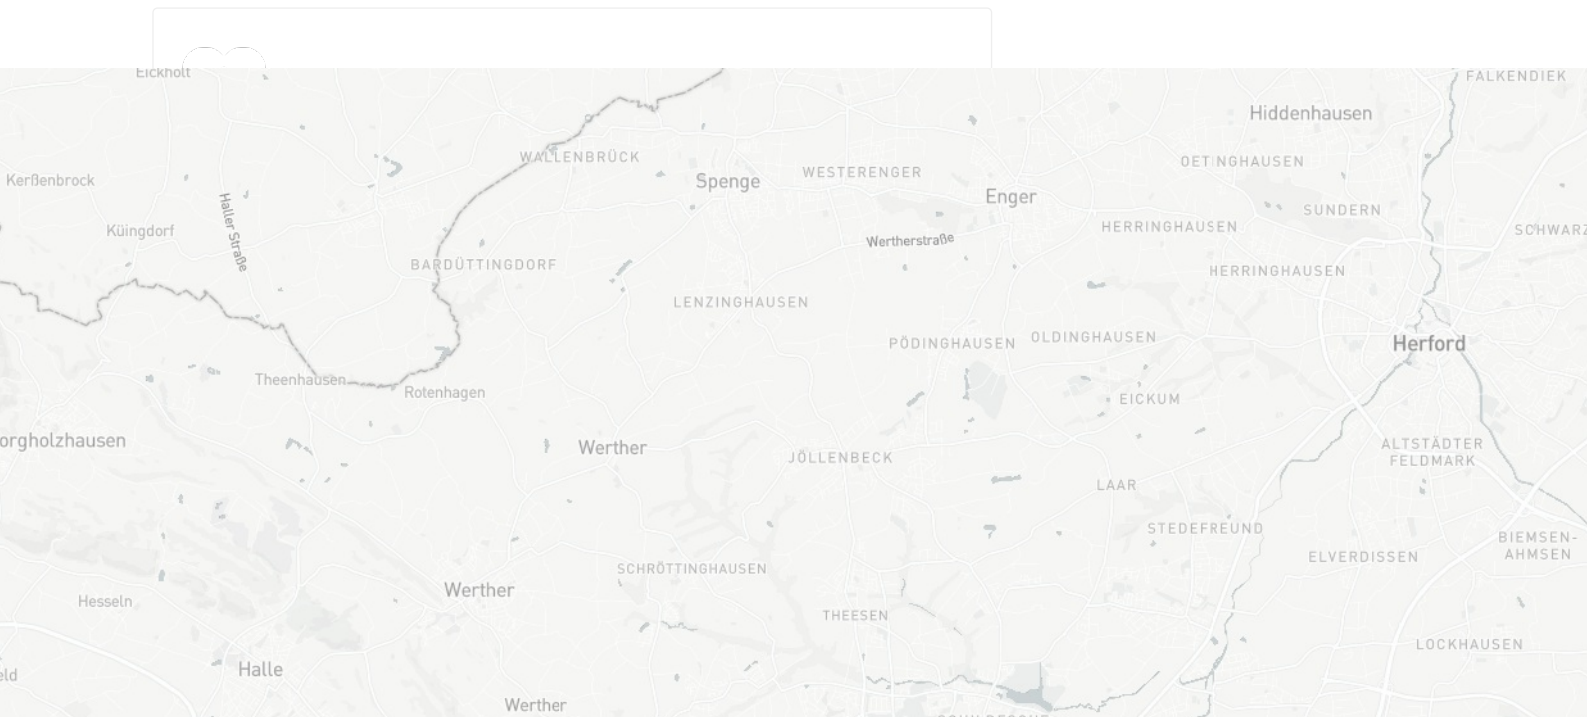 Eickholt
FALKENDIEK
Hiddenhausen
WALLENBRÜCK
OETINGHAUSEN
Kerßenbrock
Spenge
WESTERENGER
Enger
SUNDERN
Haller Straße
Küingdorf
HERRINGHAUSEN
SCHWARZ
Wertherstraße
BARDÜTTINGDORF
HERRINGHAUSEN
LENZINGHAUSEN
PÖDINGHAUSEN
OLDINGHAUSEN
Herford
Theenhausen
Rotenhagen
EICKUM
orgholzhausen
Werther
JÖLLENBECK
ALTSTÄDTER
FELDMARK
LAAR
STEDEFREUND
BIEMSEN-
AHMSEN
ELVERDISSEN
SCHRÖTTINGHAUSEN
Werther
Hesseln
THEESEN
LOCKHAUSEN
Halle
eld
Werther